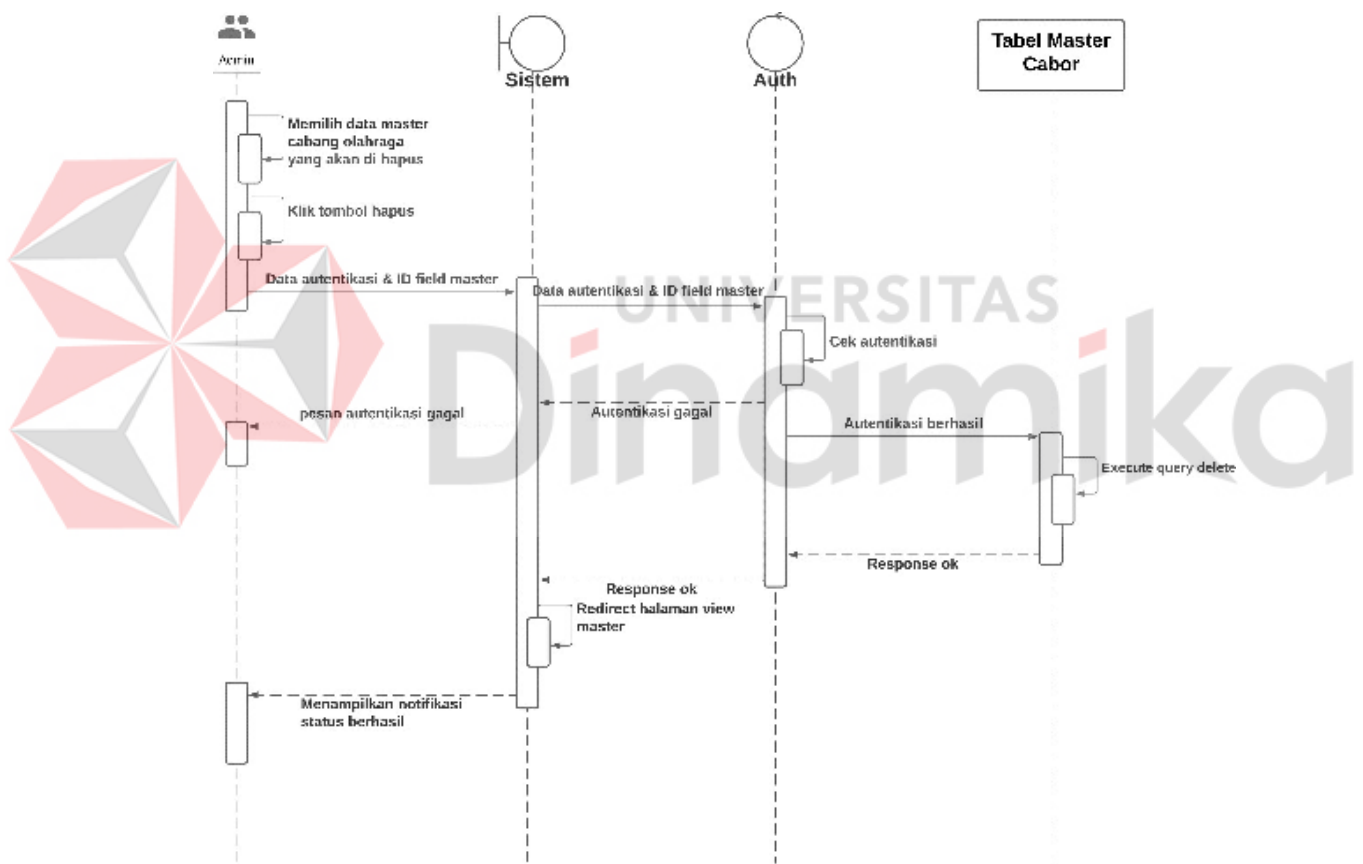 Admin
Sistem
Auth
Tabel Master
Cabor
Memilih data master
cabang olahraga
yang akan di hapus
Klik tombol hapus
Data autentikasi & ID field master
Data autentikasi & ID field master
UNIVERSITAS
Dinamika
Cek autentikasi
pesan autentikasi gagal
Autentikasi gagal
Autentikasi berhasil
Execute query delete
Response ok
Response ok
Redirect halaman view
master
Menampilkan notifikasi
status berhasil